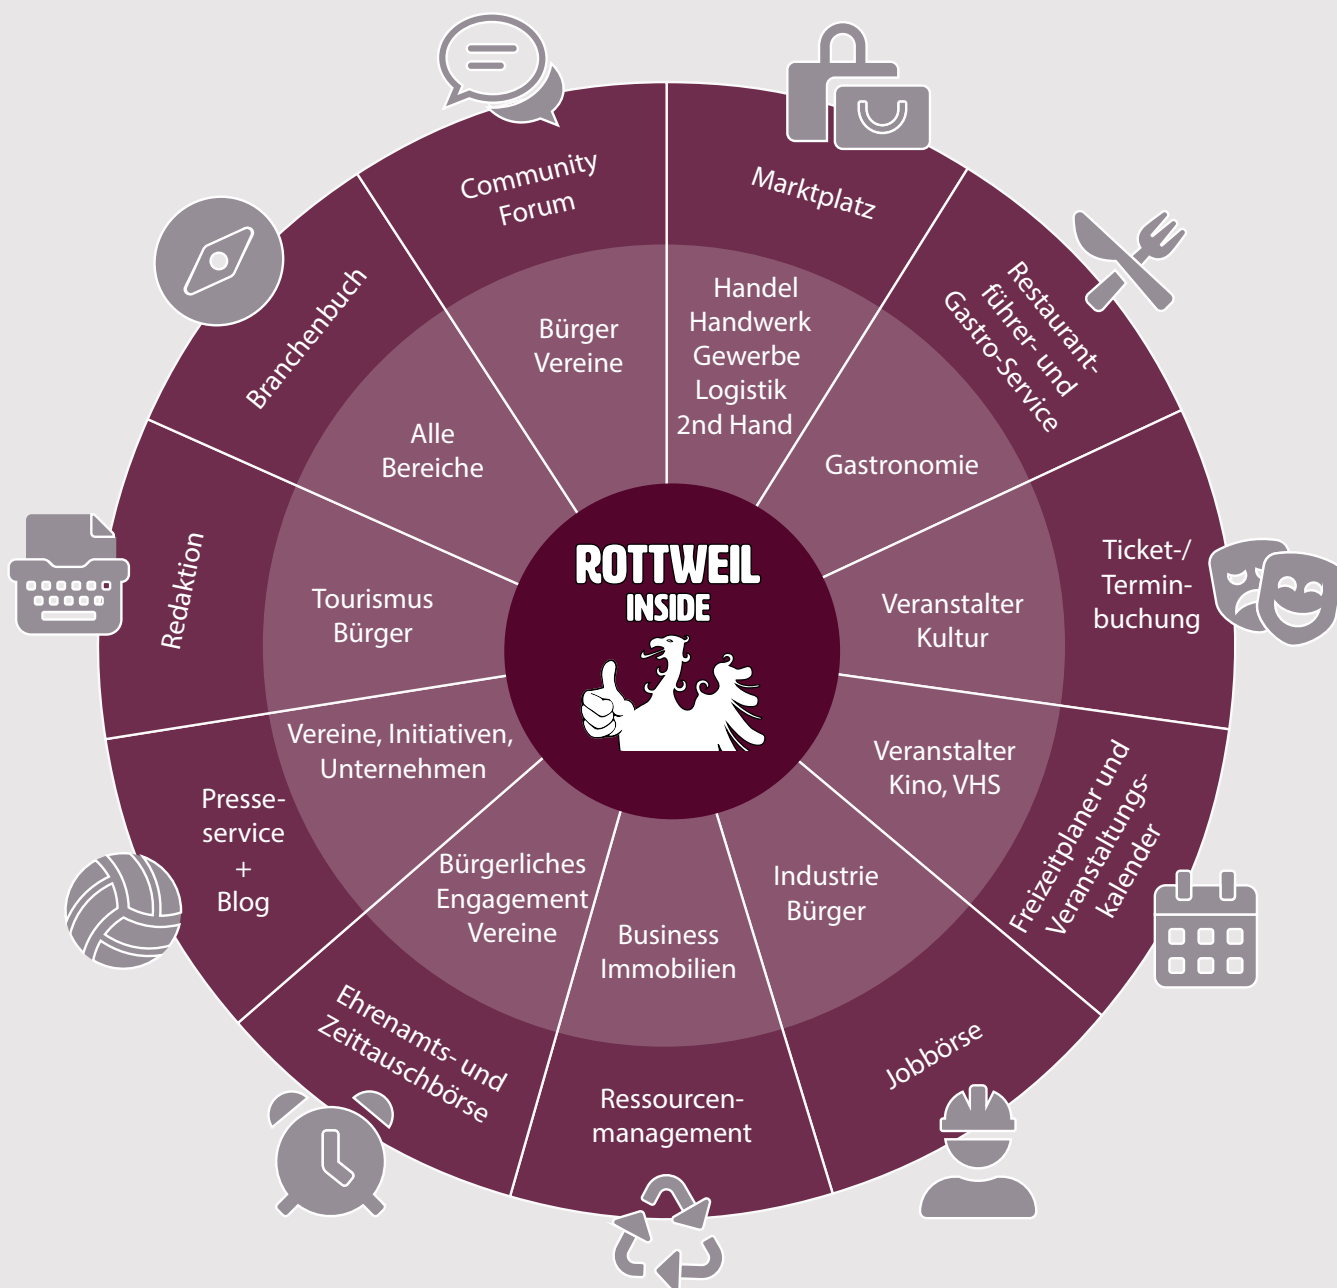 Community
Forum
Bürger
Vereine
Marktplatz
Handel
Handwerk
Gewerbe
Logistik
2nd Hand
Restaurant-
führer- und
Gastro-Service
Gastronomie
Ticket-/
Termin-
buchung
Veranstalter
Kultur
Freizeitplaner und
Veranstaltungs-
kalender
Veranstalter
Kino, VHS
Jobbörse
Industrie
Bürger
Ressourcen-
management
Business
Immobilien
Ehrenamts- und
Zeittauschbörse
Bürgerliches
Engagement
Vereine
Presse-
service
+
Blog
Vereine, Initiativen,
Unternehmen
Redaktion
Tourismus
Bürger
Branchenbuch
Alle
Bereiche
ROTTWEIL
INSIDE